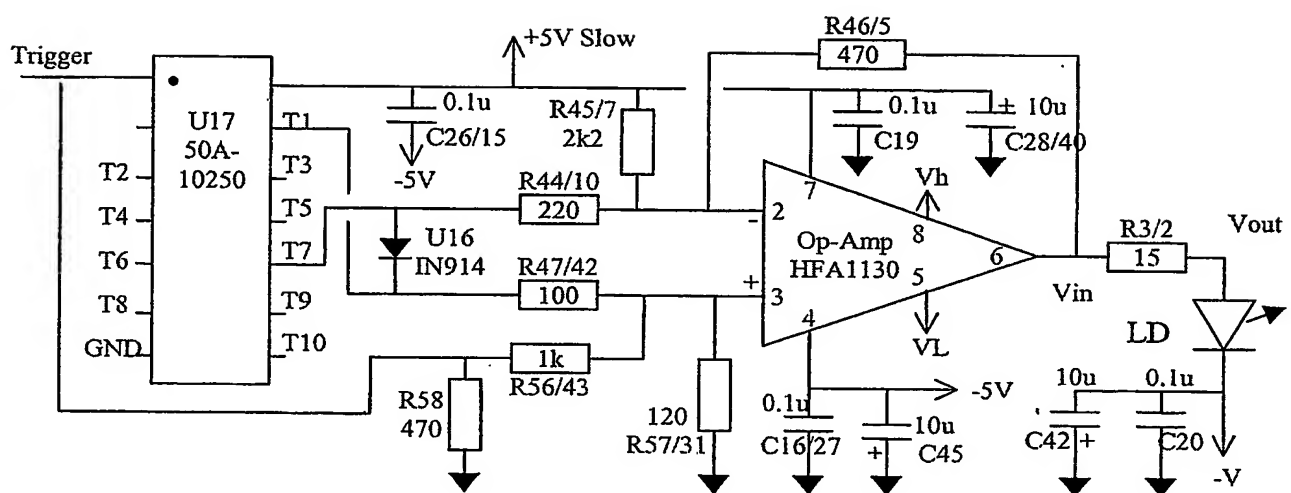 Trigger
+5V Slow
R46/5
470
U17
50A-
10250
T1
T2
T3
T4
T5
T6
T7
T8
T9
GND
T10
0.1u
C26/15
-5V
R45/7
2k2
0.1u
C19
± 10u
C28/40
R44/10
220
U16
IN914
R47/42
100
1k
R56/43
R58
470
120
R57/31
2
-
+
3
7
Vh
8
Op-Amp
HFA1130
6
5
4
VL
Vin
R3/2
15
Vout
LD
-5V
0.1u
C16/27
10u
+
C45
10u
C42
+
0.1u
C20
-V